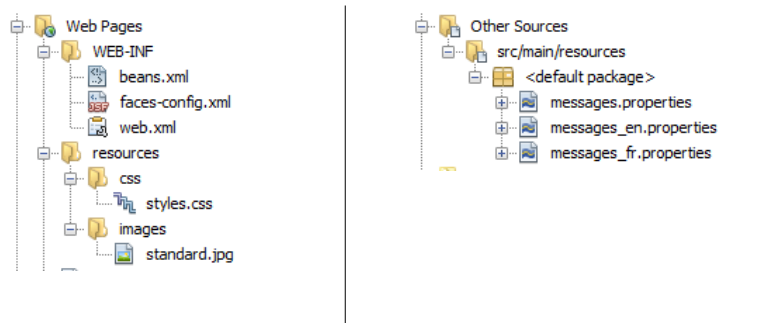 Web Pages
WEB-INF
beans.xml
faces-config.xml
web.xml
resources
css
styles.css
images
standard.jpg
Other Sources
src/main/resources
<default package>
messages.properties
messages_en.properties
messages_fr.properties